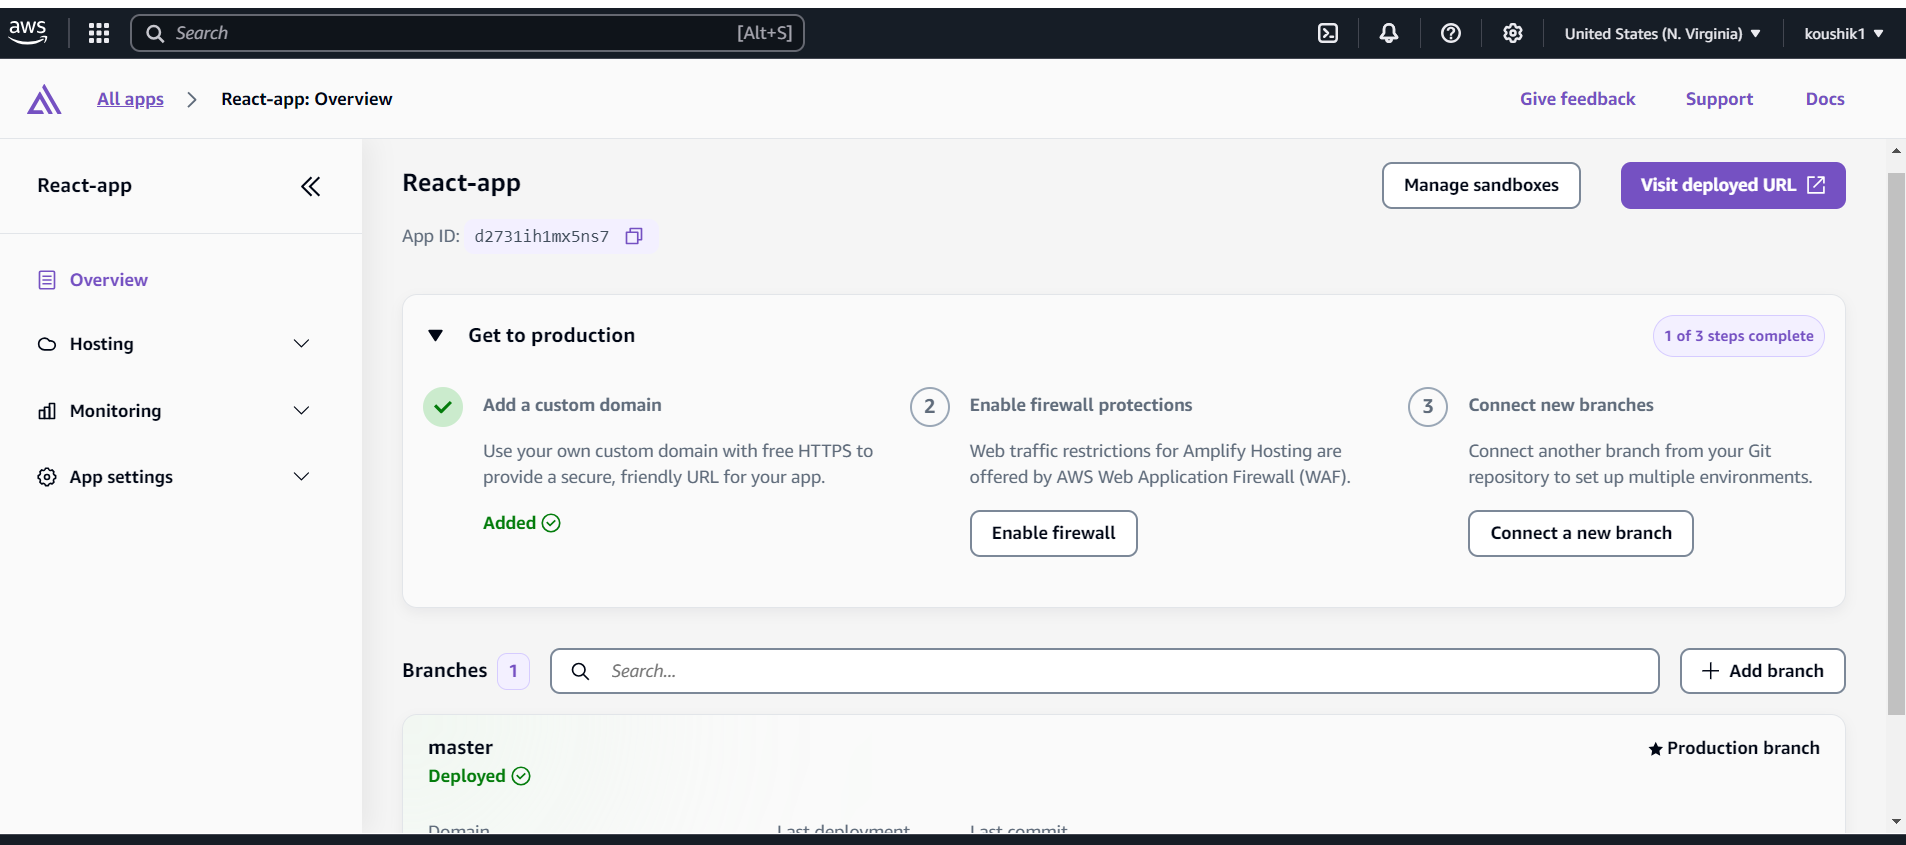 aws
Search
[Alt+S]
United States (N. Virginia)
koushik1
All apps
React-app: Overview
Give feedback
Support
Docs
React-app
Overview
Hosting
Monitoring
App settings
React-app
Manage sandboxes
Visit deployed URL
App ID: d2731ih1mx5ns7
Get to production
1 of 3 steps complete
Add a custom domain
Use your own custom domain with free HTTPS to
provide a secure, friendly URL for your app.
Added
2
Enable firewall protections
Web traffic restrictions for Amplify Hosting are
offered by AWS Web Application Firewall (WAF).
Enable firewall
3
Connect new branches
Connect another branch from your Git
repository to set up multiple environments.
Connect a new branch
Branches 1
Search...
Add branch
master
Production branch
Deployed
Domain
Last deployment
Last commit